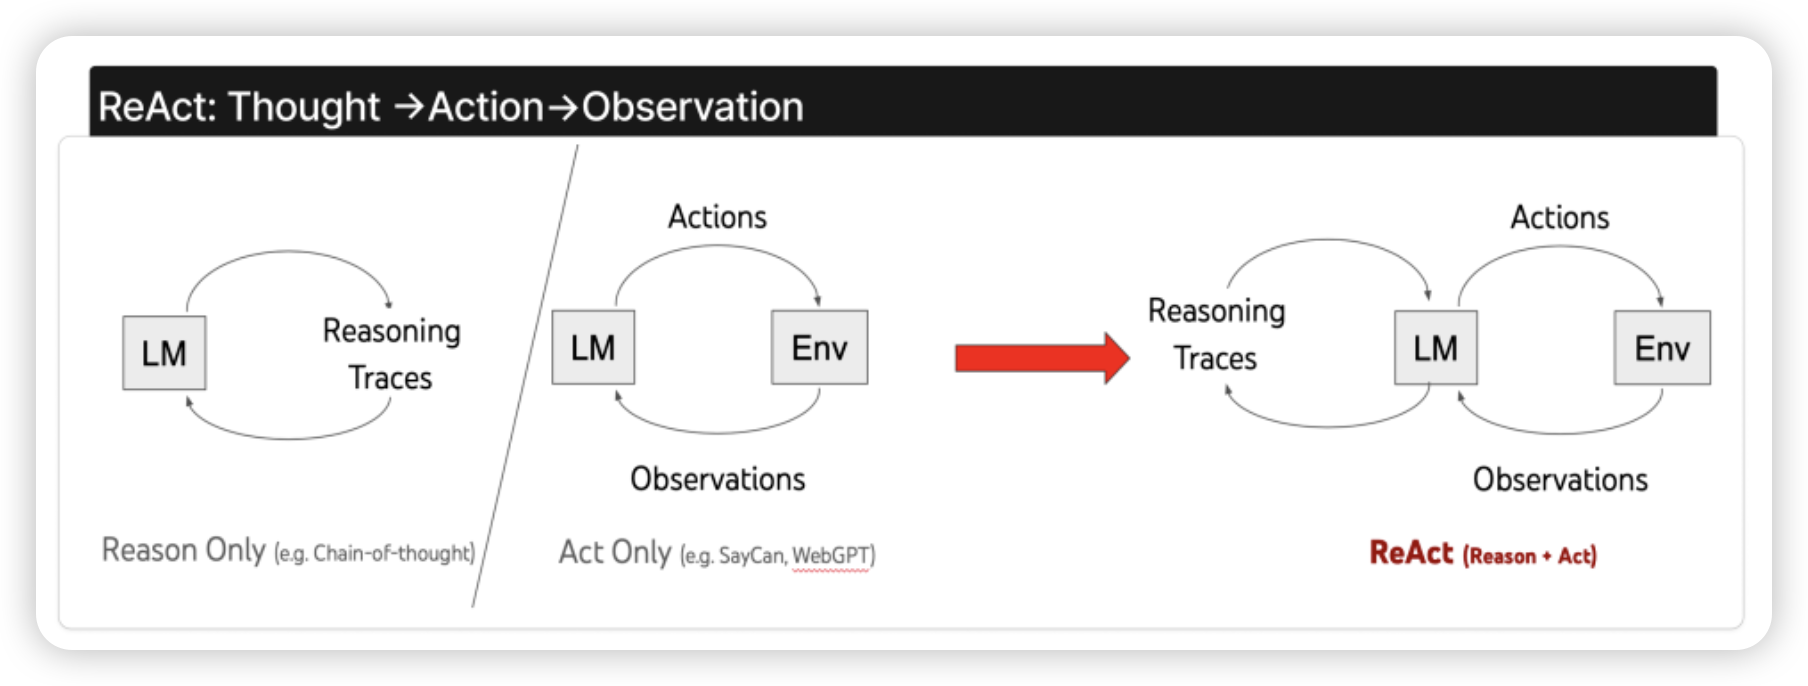 ReAct: Thought →Action→Observation
LM
Reasoning
Traces
Reason Only (e.g. Chain-of-thought)
Actions
LM
Env
Observations
Act Only (e.g. SayCan, WebGPT)
Reasoning
Traces
Actions
LM
Env
Observations
ReAct (Reason + Act)